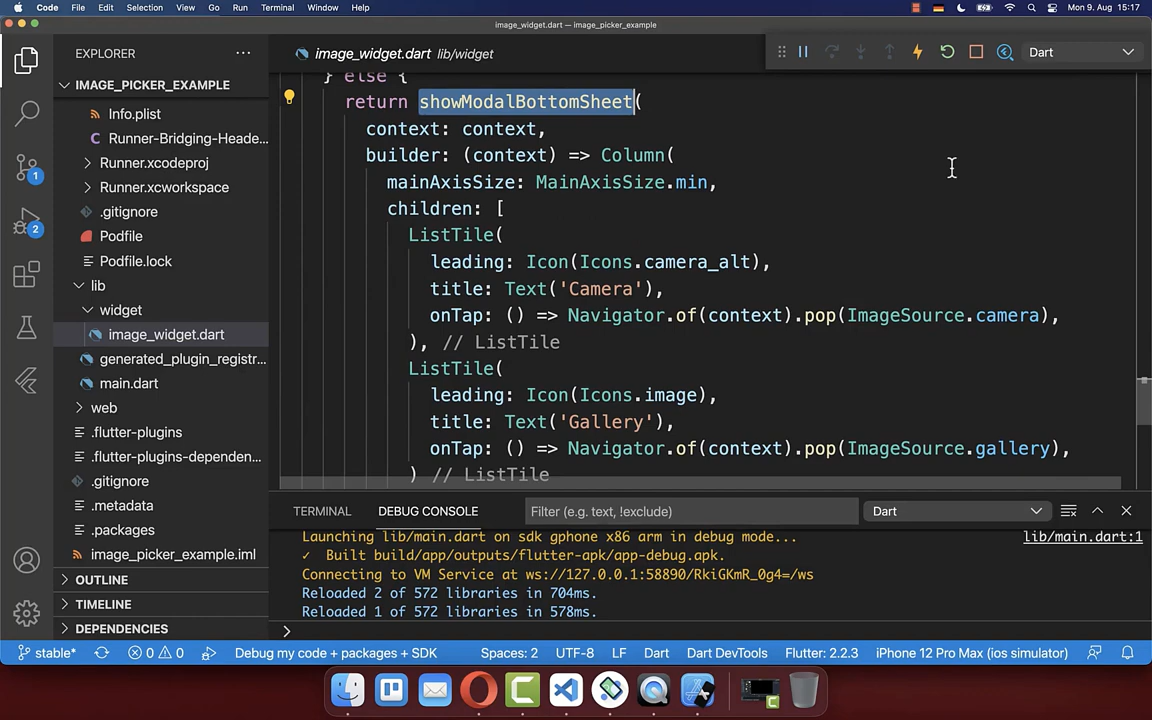 Code File Edit Selection View Go Run Terminal Window Help
Mon 9. Aug 15:17
image_widget.dart — image_picker_example
EXPLORER
image_widget.dart lib/widget
Dart
IMAGE_PICKER_EXAMPLE
Info.plist
C Runner-Bridging-Heade...
Runner.xcodeproj
Runner.xcworkspace
.gitignore
Podfile
Podfile.lock
lib
widget
image_widget.dart
generated_plugin_registr...
main.dart
web
.flutter-plugins
.flutter-plugins-dependen...
.gitignore
.metadata
.packages
image_picker_example.iml
OUTLINE
TIMELINE
DEPENDENCIES
1
2
} else {
return showModalBottomSheet(
context: context,
builder: (context) => Column(
mainAxisSize: MainAxisSize.min,
children: [
ListTile(
leading: Icon(Icons.camera_alt),
title: Text('Camera'),
onTap: () => Navigator.of(context).pop(ImageSource.camera),
), // ListTile
ListTile(
leading: Icon(Icons.image),
title: Text('Gallery'),
onTap: () => Navigator.of(context).pop(ImageSource.gallery),
) // ListTile
TERMINAL DEBUG CONSOLE Filter (e.g. text, !exclude) Dart
Launching lib/main.dart on sdk gphone x86 arm in debug mode... lib/main.dart:1
✓ Built build/app/outputs/flutter-apk/app-debug.apk.
Connecting to VM Service at ws://127.0.0.1:58890/RkiGKmR_0g4=/ws
Reloaded 2 of 572 libraries in 704ms.
Reloaded 1 of 572 libraries in 578ms.
stable* 0 0 Debug my code + packages + SDK Spaces: 2 UTF-8 LF Dart Dart DevTools Flutter: 2.2.3 iPhone 12 Pro Max (ios simulator)